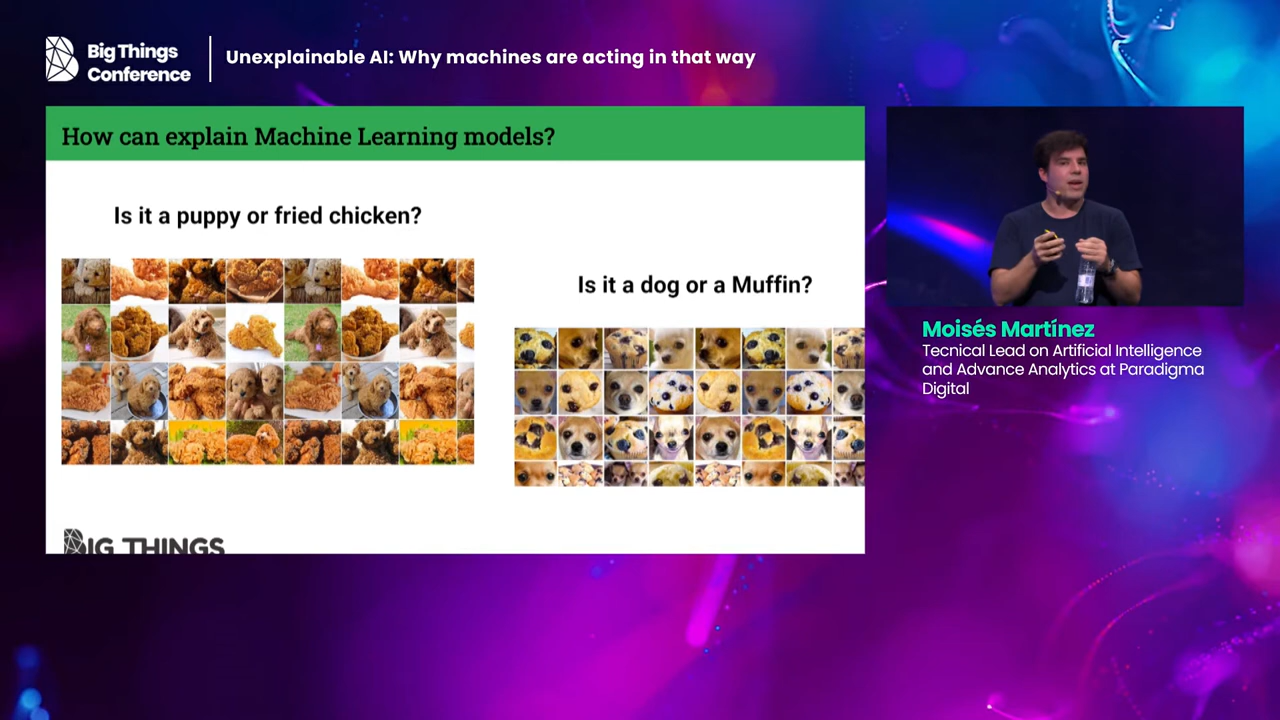 Big Things
Conference
Unexplainable AI: Why machines are acting in that way
How can explain Machine Learning models?
Is it a puppy or fried chicken?
Is it a dog or a Muffin?
BIG THINGS
Moisés Martínez
Tecnical Lead on Artificial Intelligence
and Advance Analytics at Paradigma
Digital